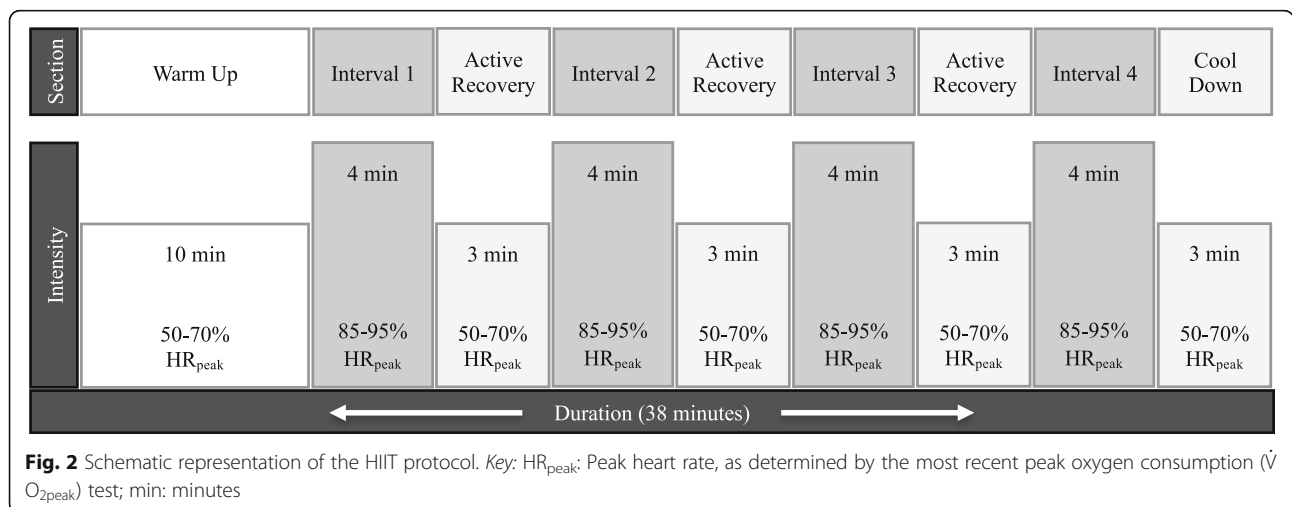 Section
Warm Up
Interval 1
Active
Recovery
Interval 2
Active
Recovery
Interval 3
Active
Recovery
Interval 4
Cool
Down
Intensity
10 min
50-70%
HRpeak
4 min
85-95%
HRpeak
3 min
50-70%
HRpeak
4 min
85-95%
HRpeak
3 min
50-70%
HRpeak
4 min
85-95%
HRpeak
3 min
50-70%
HRpeak
4 min
85-95%
HRpeak
3 min
50-70%
HRpeak
Duration (38 minutes)
Fig. 2 Schematic representation of the HIIT protocol. Key: HRpeak: Peak heart rate, as determined by the most recent peak oxygen consumption (V̇
O2peak) test; min: minutes